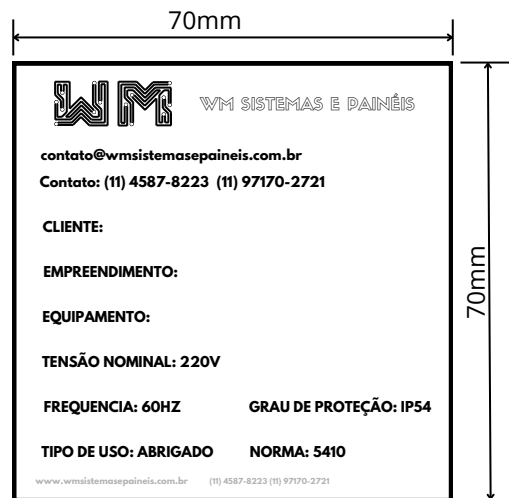 70mm
WM WM SISTEMAS E PAINÉIS
contato@wmsistemasepaineis.com.br
Contato: (11) 4587-8223 (11) 97170-2721
CLIENTE:
EMPREENDIMENTO:
EQUIPAMENTO:
TENSÃO NOMINAL: 220V
70mm
FREQUENCIA: 60HZ GRAU DE PROTEÇÃO: IP54
TIPO DE USO: ABRIGADO NORMA: 5410
www.wmsistemasepaineis.com.br (11) 4587-8223 (11) 97170-2721